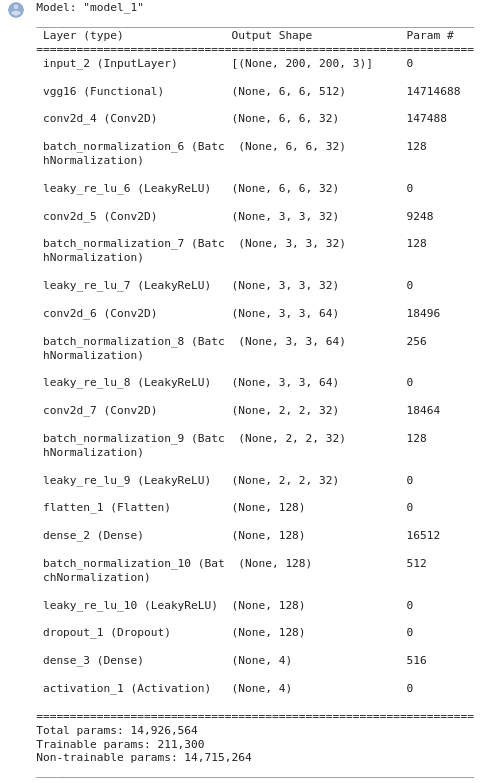 Model: "model_1"
Layer (type) Output Shape Param #
=================================================================
input_2 (InputLayer) [(None, 200, 200, 3)] 0
vgg16 (Functional) (None, 6, 6, 512) 14714688
conv2d_4 (Conv2D) (None, 6, 6, 32) 147488
batch_normalization_6 (Batc (None, 6, 6, 32) 128
hNormalization)
leaky_re_lu_6 (LeakyReLU) (None, 6, 6, 32) 0
conv2d_5 (Conv2D) (None, 3, 3, 32) 9248
batch_normalization_7 (Batc (None, 3, 3, 32) 128
hNormalization)
leaky_re_lu_7 (LeakyReLU) (None, 3, 3, 32) 0
conv2d_6 (Conv2D) (None, 3, 3, 64) 18496
batch_normalization_8 (Batc (None, 3, 3, 64) 256
hNormalization)
leaky_re_lu_8 (LeakyReLU) (None, 3, 3, 64) 0
conv2d_7 (Conv2D) (None, 2, 2, 32) 18464
batch_normalization_9 (Batc (None, 2, 2, 32) 128
hNormalization)
leaky_re_lu_9 (LeakyReLU) (None, 2, 2, 32) 0
flatten_1 (Flatten) (None, 128) 0
dense_2 (Dense) (None, 128) 16512
batch_normalization_10 (Bat (None, 128) 512
chNormalization)
leaky_re_lu_10 (LeakyReLU) (None, 128) 0
dropout_1 (Dropout) (None, 128) 0
dense_3 (Dense) (None, 4) 516
activation_1 (Activation) (None, 4) 0
=================================================================
Total params: 14,926,564
Trainable params: 211,300
Non-trainable params: 14,715,264